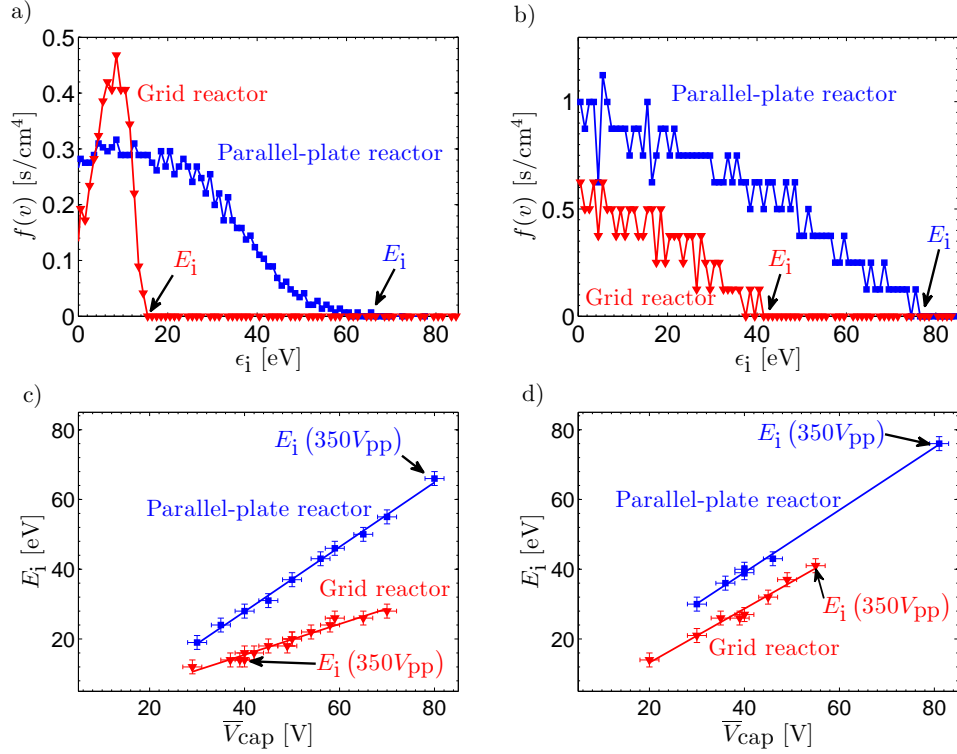 a)
0.5
0.4
0.3
0.2
0.1
0
f(v) [s/cm⁴]
Grid reactor
Parallel-plate reactor
E_i
E_i
0 20 40 60 80
ϵ_i [eV]
b)
1
0.5
0
f(v) [s/cm⁴]
Parallel-plate reactor
Grid reactor
E_i
E_i
0 20 40 60 80
ϵ_i [eV]
c)
80
60
40
20
E_i [eV]
E_i (350V_pp)
Parallel-plate reactor
Grid reactor
E_i (350V_pp)
20 40 60 80
V̅_cap [V]
d)
80
60
40
20
E_i [eV]
E_i (350V_pp)
Parallel-plate reactor
E_i (350V_pp)
Grid reactor
20 40 60 80
V̅_cap [V]